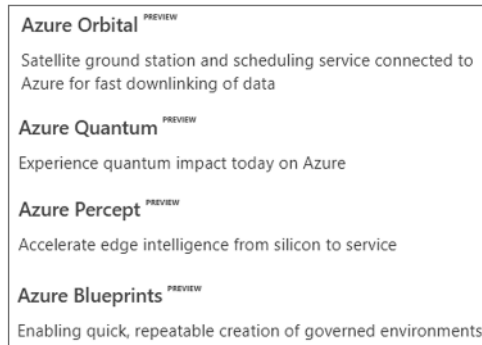 Azure Orbital PREVIEW
Satellite ground station and scheduling service connected to
Azure for fast downlinking of data
Azure Quantum PREVIEW
Experience quantum impact today on Azure
Azure Percept PREVIEW
Accelerate edge intelligence from silicon to service
Azure Blueprints PREVIEW
Enabling quick, repeatable creation of governed environments